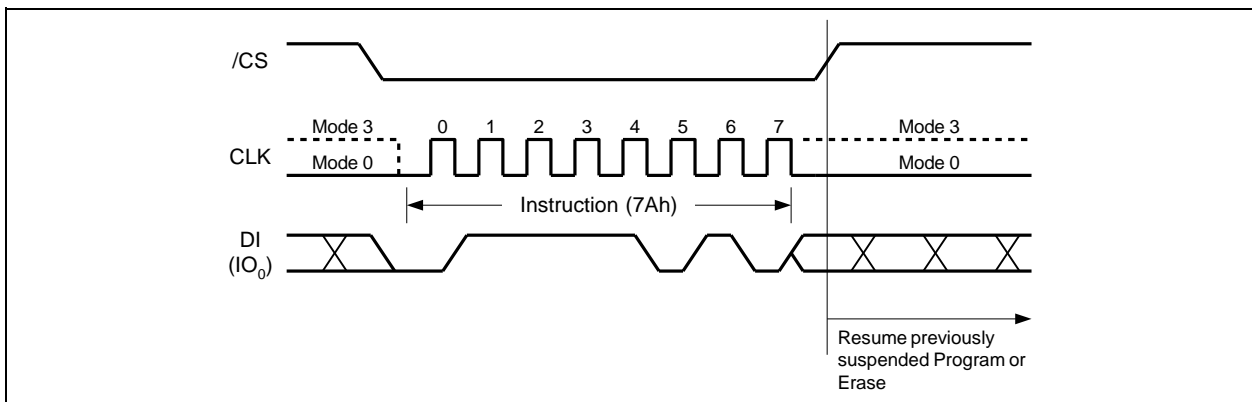 /CS
Mode 3 0 1 2 3 4 5 6 7 Mode 3
CLK
Mode 0 Mode 0
Instruction (7Ah)
DI
(IO0)
Resume previously
suspended Program or
Erase